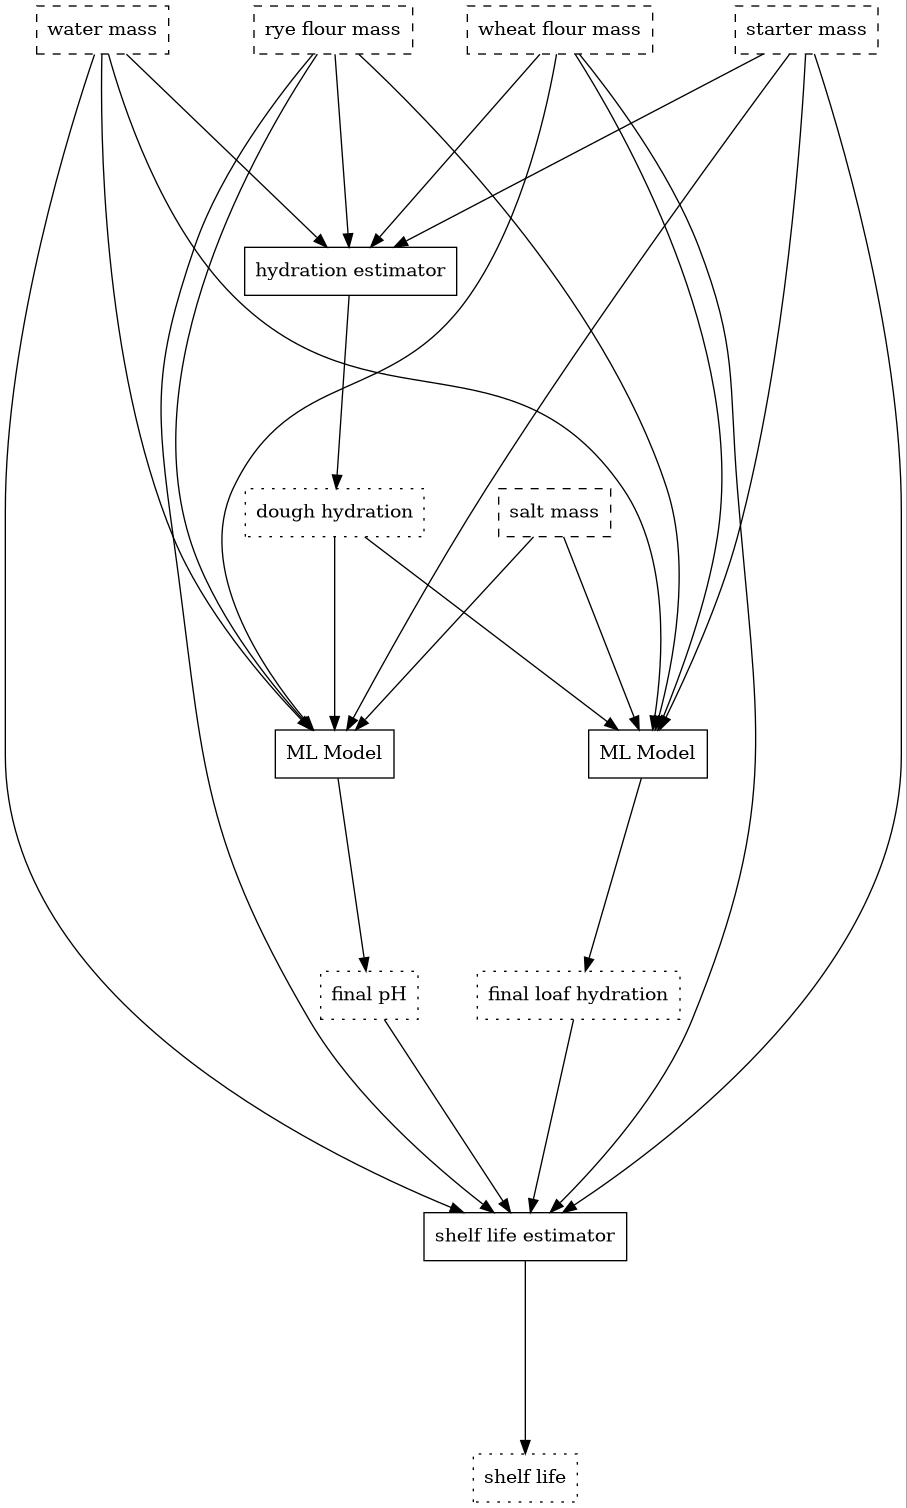 water mass
rye flour mass
wheat flour mass
starter mass
hydration estimator
dough hydration
salt mass
ML Model
ML Model
final pH
final loaf hydration
shelf life estimator
shelf life